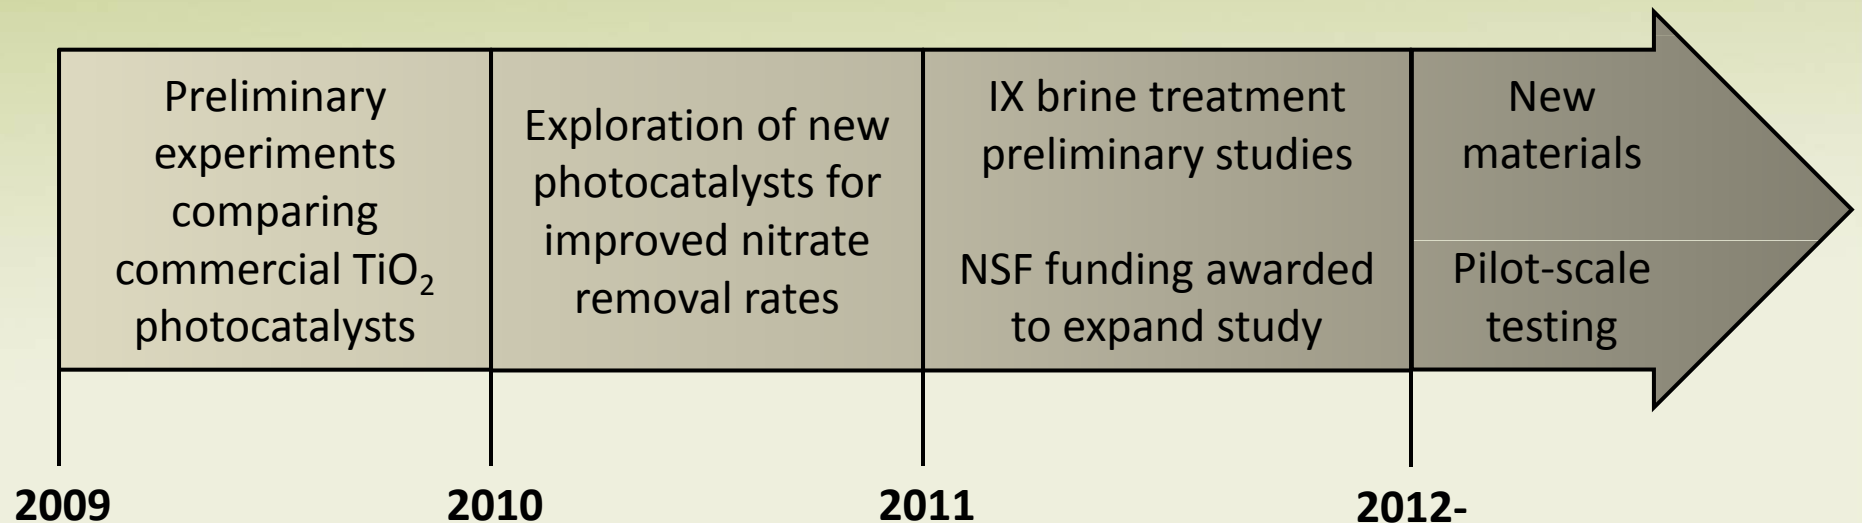 Preliminary
experiments
comparing
commercial TiO₂
photocatalysts
Exploration of new
photocatalysts for
improved nitrate
removal rates
IX brine treatment
preliminary studies
NSF funding awarded
to expand study
New
materials
Pilot-scale
testing
2009
2010
2011
2012-